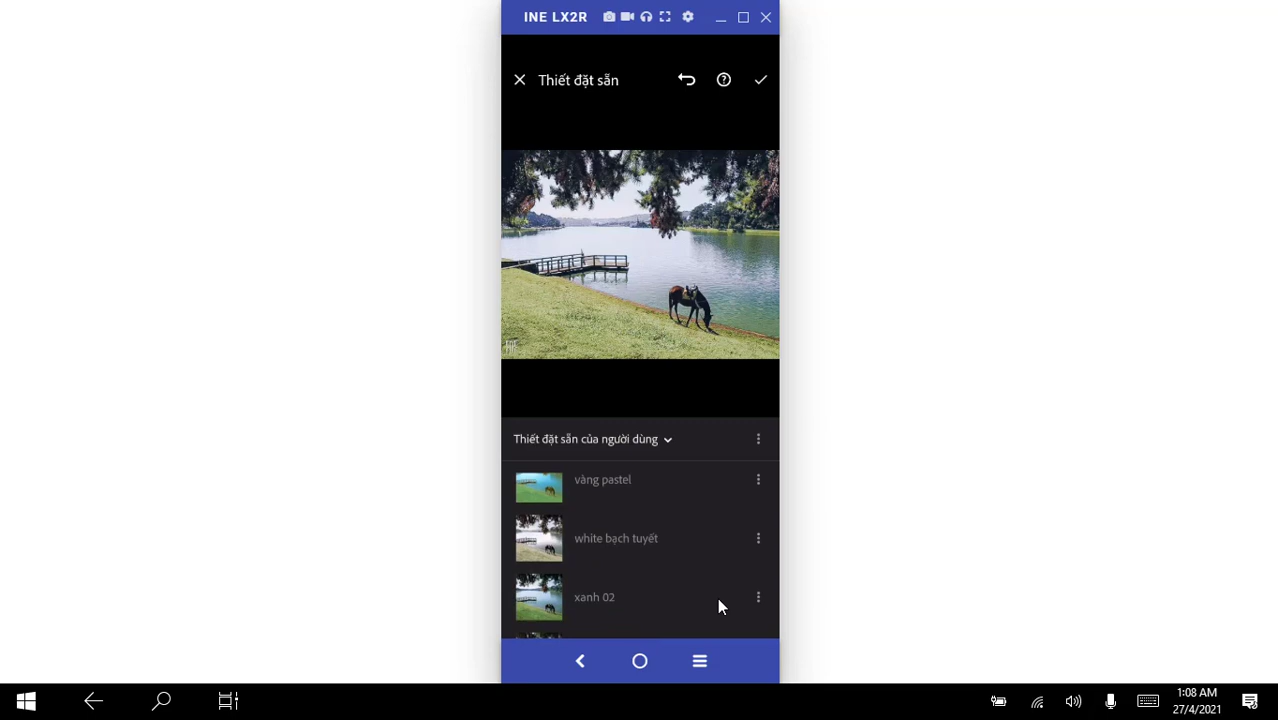 INE LX2R
Thiết đặt sẵn
Thiết đặt sẵn của người dùng
vàng pastel
white bạch tuyết
xanh 02
1:08 AM
27/4/2021